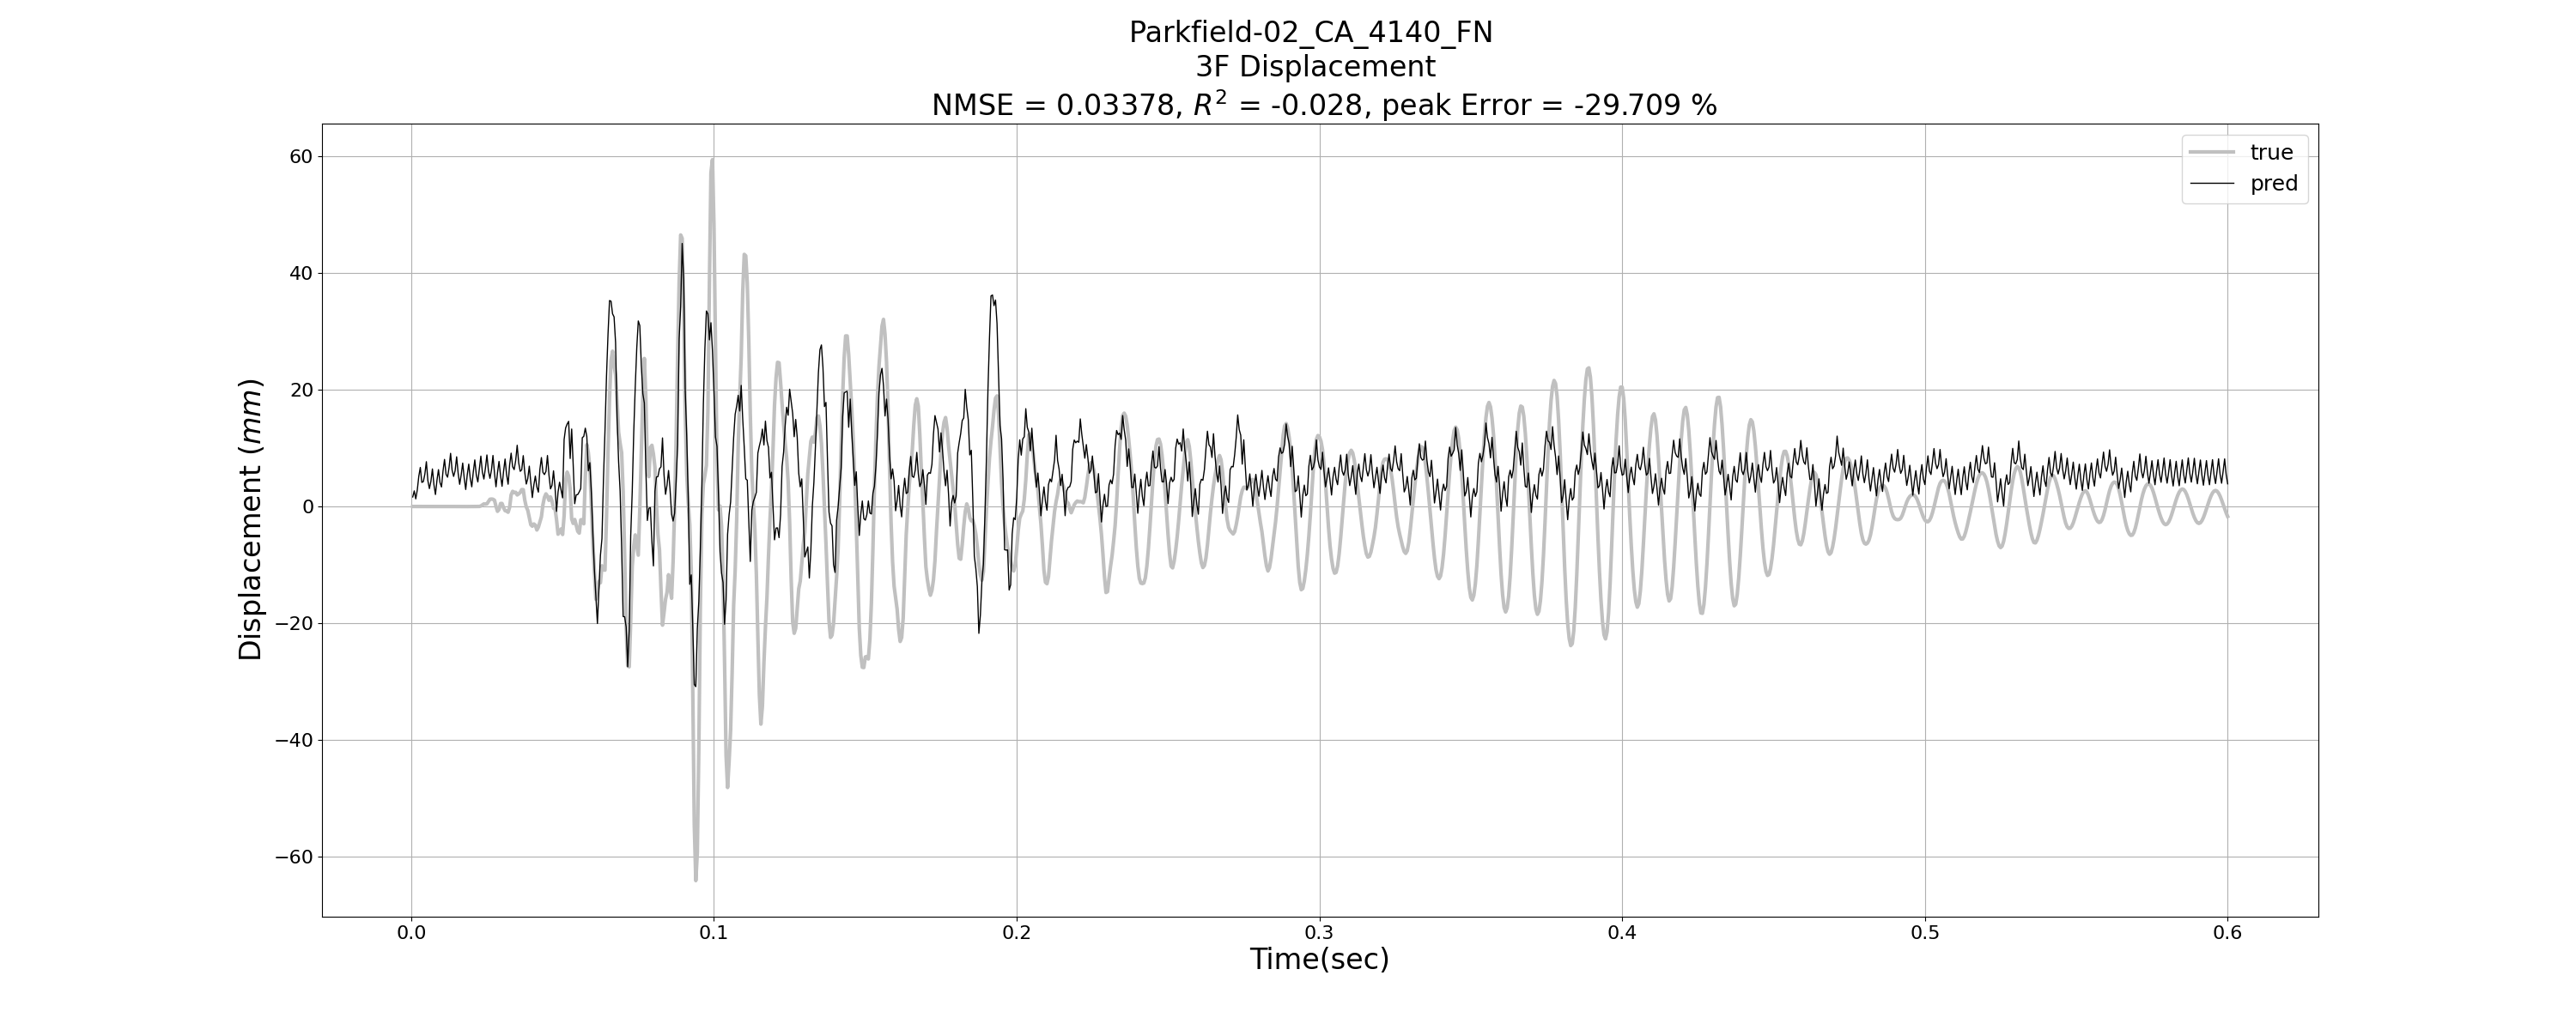 Parkfield-02_CA_4140_FN
3F Displacement
NMSE = 0.03378, R² = -0.028, peak Error = -29.709 %
true
pred
60
40
20
0
−20
−40
−60
Displacement (mm)
0.0 0.1 0.2 0.3 0.4 0.5 0.6
Time(sec)